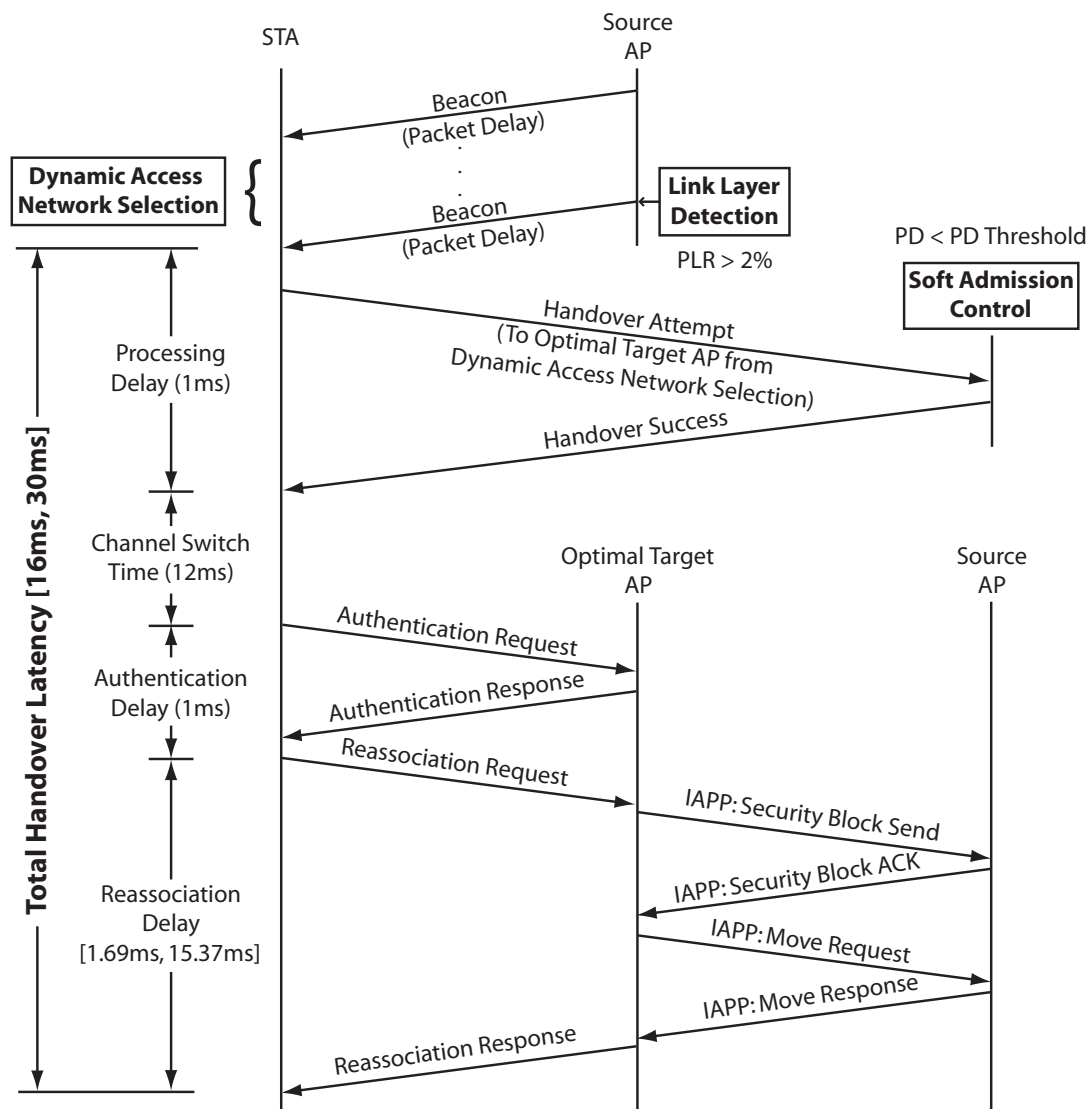 STA
Source
AP
Beacon
(Packet Delay)
.
.
.
Dynamic Access
Network Selection
{
Link Layer
Detection
Beacon
(Packet Delay)
PLR > 2%
PD < PD Threshold
Soft Admission
Control
Handover Attempt
(To Optimal Target AP from
Dynamic Access Network Selection)
Processing
Delay (1ms)
Handover Success
Total Handover Latency [16ms, 30ms]
Channel Switch
Time (12ms)
Optimal Target
AP
Source
AP
Authentication Request
Authentication
Delay (1ms)
Authentication Response
Reassociation Request
IAPP: Security Block Send
IAPP: Security Block ACK
Reassociation
Delay
[1.69ms, 15.37ms]
IAPP: Move Request
IAPP: Move Response
Reassociation Response